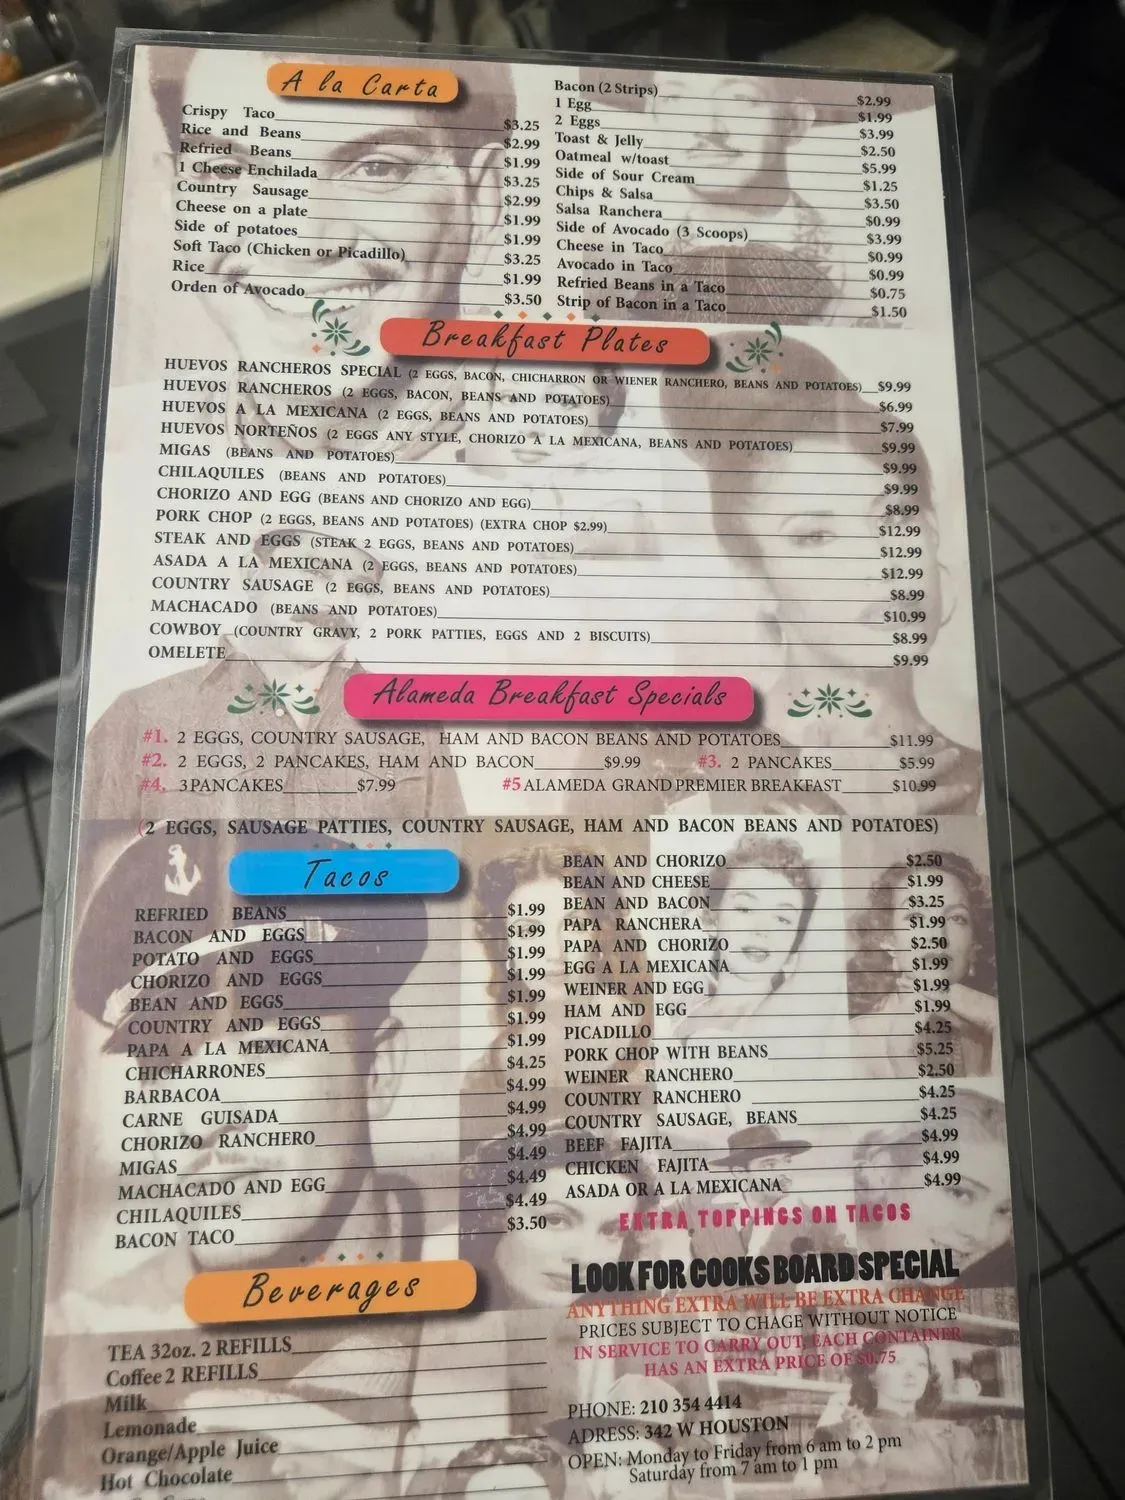 A la Carta
Crispy Taco $3.25
Rice and Beans $2.99
Refried Beans $1.99
1 Cheese Enchilada $3.25
Country Sausage $2.99
Cheese on a plate $1.99
Side of potatoes $1.99
Soft Taco (Chicken or Picadillo) $3.25
Rice $1.99
Orden of Avocado $3.50
Bacon (2 Strips) $2.99
1 Egg $1.99
2 Eggs $3.99
Toast & Jelly $2.50
Oatmeal w/toast $5.99
Side of Sour Cream $1.25
Chips & Salsa $3.50
Salsa Ranchera $0.99
Side of Avocado (3 Scoops) $3.99
Cheese in Taco $0.99
Avocado in Taco $0.99
Refried Beans in a Taco $0.75
Strip of Bacon in a Taco $1.50
Breakfast Plates
HUEVOS RANCHEROS SPECIAL (2 EGGS, BACON, CHICHARRON OR WIENER RANCHERO, BEANS AND POTATOES) $9.99
HUEVOS RANCHEROS (2 EGGS, BACON, BEANS AND POTATOES) $6.99
HUEVOS A LA MEXICANA (2 EGGS, BEANS AND POTATOES) $7.99
HUEVOS NORTEÑOS (2 EGGS ANY STYLE, CHORIZO A LA MEXICANA, BEANS AND POTATOES) $9.99
MIGAS (BEANS AND POTATOES) $9.99
CHILAQUILES (BEANS AND POTATOES) $9.99
CHORIZO AND EGG (BEANS AND CHORIZO AND EGG) $8.99
PORK CHOP (2 EGGS, BEANS AND POTATOES) (EXTRA CHOP $2.99) $12.99
STEAK AND EGGS (STEAK 2 EGGS, BEANS AND POTATOES) $12.99
ASADA A LA MEXICANA (2 EGGS, BEANS AND POTATOES) $12.99
COUNTRY SAUSAGE (2 EGGS, BEANS AND POTATOES) $8.99
MACHACADO (BEANS AND POTATOES) $10.99
COWBOY (COUNTRY GRAVY, 2 PORK PATTIES, EGGS AND 2 BISCUITS) $8.99
OMELETE $9.99
Alameda Breakfast Specials
#1. 2 EGGS, COUNTRY SAUSAGE, HAM AND BACON BEANS AND POTATOES $11.99
#2. 2 EGGS, 2 PANCAKES, HAM AND BACON $9.99 #3. 2 PANCAKES $5.99
#4. 3PANCAKES $7.99 #5 ALAMEDA GRAND PREMIER BREAKFAST $10.99
(2 EGGS, SAUSAGE PATTIES, COUNTRY SAUSAGE, HAM AND BACON BEANS AND POTATOES)
Tacos
REFRIED BEANS $1.99
BACON AND EGGS $1.99
POTATO AND EGGS $1.99
CHORIZO AND EGGS $1.99
BEAN AND EGGS $1.99
COUNTRY AND EGGS $1.99
PAPA A LA MEXICANA $1.99
CHICHARRONES $4.25
BARBACOA $4.99
CARNE GUISADA $4.99
CHORIZO RANCHERO $4.99
MIGAS $4.49
MACHACADO AND EGG $4.49
CHILAQUILES $4.49
BACON TACO $3.50
BEAN AND CHORIZO $2.50
BEAN AND CHEESE $1.99
BEAN AND BACON $3.25
PAPA RANCHERA $1.99
PAPA AND CHORIZO $2.50
EGG A LA MEXICANA $1.99
WEINER AND EGG $1.99
HAM AND EGG $1.99
PICADILLO $4.25
PORK CHOP WITH BEANS $5.25
WEINER RANCHERO $2.50
COUNTRY RANCHERO $4.25
COUNTRY SAUSAGE, BEANS $4.25
BEEF FAJITA $4.99
CHICKEN FAJITA $4.99
ASADA OR A LA MEXICANA $4.99
EXTRA TOPPINGS ON TACOS
Beverages
TEA 32oz. 2 REFILLS
Coffee 2 REFILLS
Milk
Lemonade
Orange/Apple Juice
Hot Chocolate
LOOK FOR COOKS BOARD SPECIAL
ANYTHING EXTRA WILL BE EXTRA CHANGE
PRICES SUBJECT TO CHAGE WITHOUT NOTICE
IN SERVICE TO CARRY OUT, EACH CONTAINER
HAS AN EXTRA PRICE OF $0.75
PHONE: 210 354 4414
ADRESS: 342 W HOUSTON
OPEN: Monday to Friday from 6 am to 2 pm
Saturday from 7 am to 1 pm